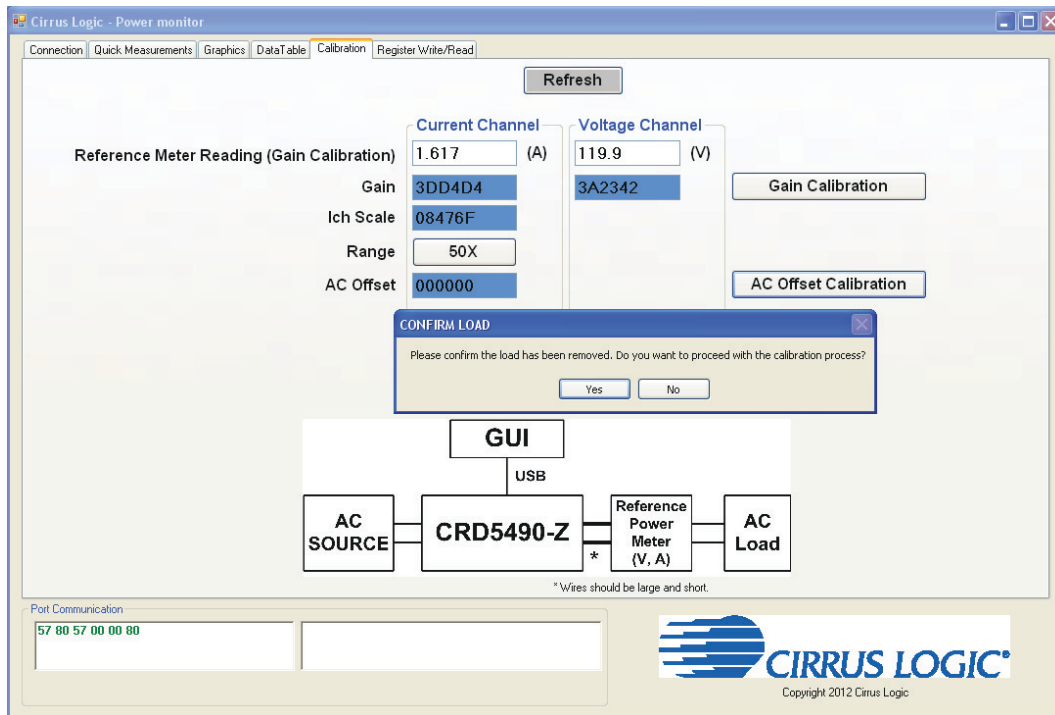 Cirrus Logic - Power monitor
Connection Quick Measurements Graphics DataTable Calibration Register Write/Read
Refresh
Current Channel Voltage Channel
Reference Meter Reading (Gain Calibration) 1.617 (A) 119.9 (V)
Gain 3DD4D4 3A2342 Gain Calibration
Ich Scale 08476F
Range 50X
AC Offset 000000 AC Offset Calibration
CONFIRM LOAD
Please confirm the load has been removed. Do you want to proceed with the calibration process?
Yes No
GUI
USB
AC SOURCE
CRD5490-Z
*
Reference
Power
Meter
(V, A)
AC
Load
* Wires should be large and short.
Port Communication
57 80 57 00 00 80
CIRRUS LOGIC®
Copyright 2012 Cirrus Logic